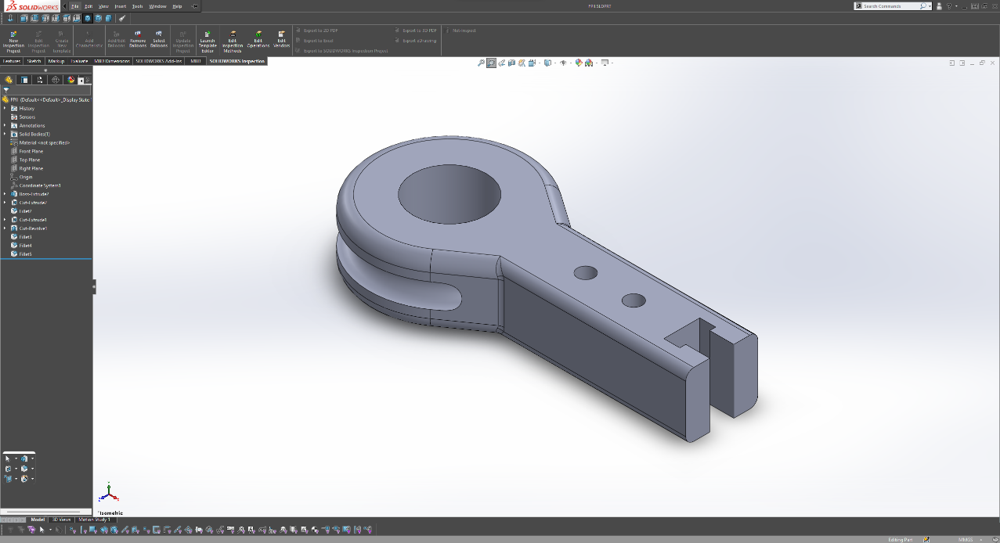 SOLIDWORKS File Edit View Insert Tools Window Help FPII.SLDPRT Search Commands
New Inspection Project
Edit Inspection Project
Create New Template
Add Characteristic
Add/Edit Balloons
Remove Balloons
Select Balloons
Update Inspection Project
Launch Template Editor
Edit Inspection Methods
Edit Operations
Edit Vendors
Export to 2D PDF
Export to Excel
Export to SOLIDWORKS Inspection Project
Export to 3D PDF
Export eDrawing
Net-Inspect
Features Sketch Markup Evaluate MBD Dimensions SOLIDWORKS Add-Ins MBD SOLIDWORKS Inspection
FPII (Default<<Default>_Display State
History
Sensors
Annotations
Solid Bodies(1)
Material <not specified>
Front Plane
Top Plane
Right Plane
Origin
Coordinate System1
Boss-Extrude2
Cut-Extrude2
Fillet2
Cut-Extrude1
Cut-Revolve1
Fillet3
Fillet4
Fillet5
*Isometric
Model 3D Views Motion Study 1
Editing Part MMGS